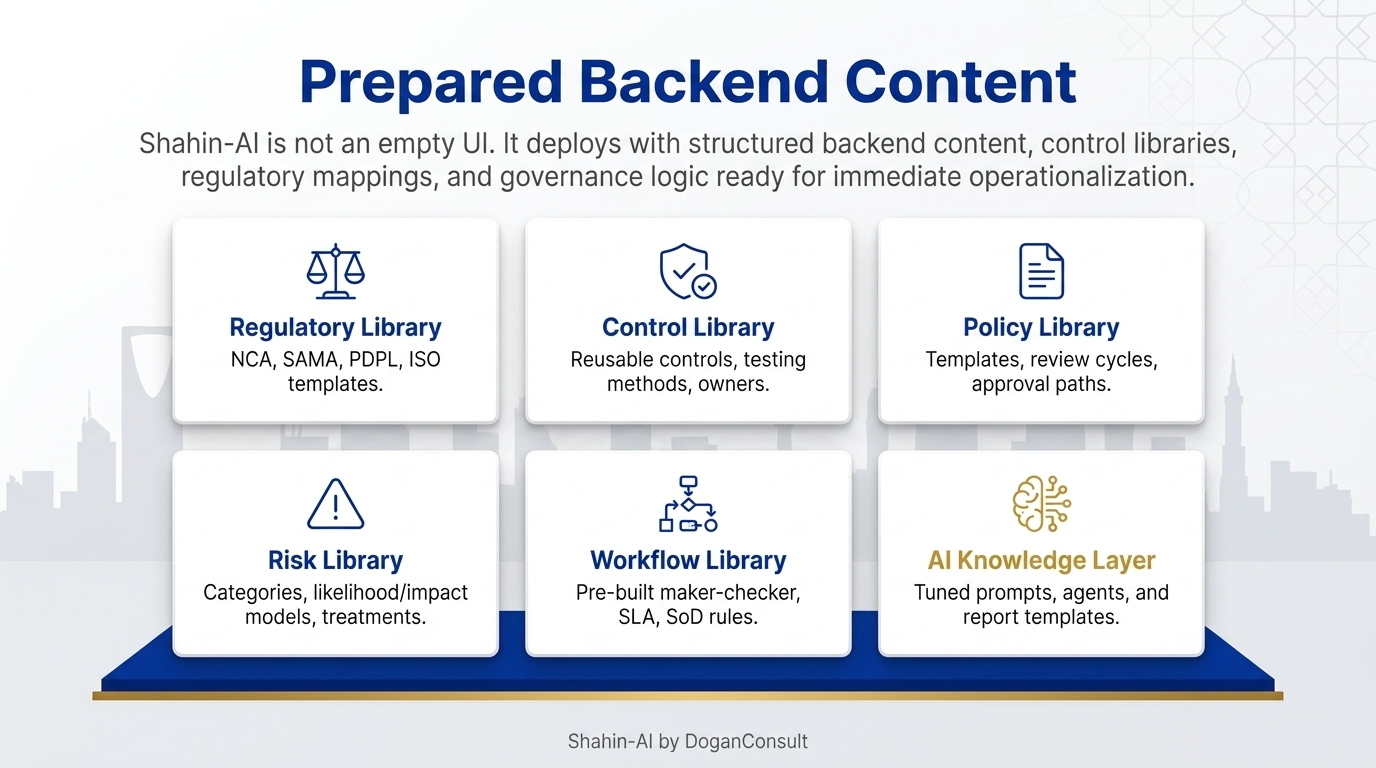 Prepared Backend Content
Shahin-AI is not an empty UI. It deploys with structured backend content, control libraries,
regulatory mappings, and governance logic ready for immediate operationalization.
Regulatory Library
NCA, SAMA, PDPL, ISO
templates.
Control Library
Reusable controls, testing
methods, owners.
Policy Library
Templates, review cycles,
approval paths.
Risk Library
Categories, likelihood/impact
models, treatments.
Workflow Library
Pre-built maker-checker,
SLA, SoD rules.
AI Knowledge Layer
Tuned prompts, agents, and
report templates.
Shahin-AI by DoganConsult